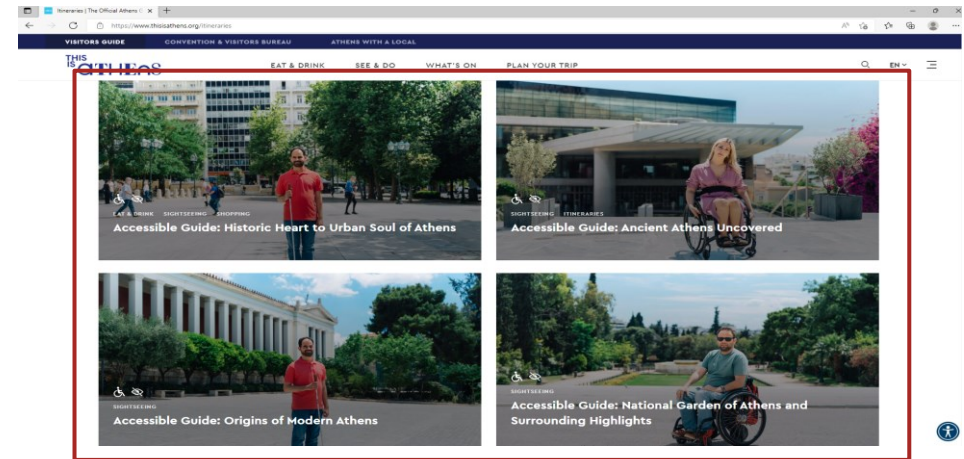 Itineraries | The Official Athens G
https://www.thisisathens.org/itineraries
VISITORS GUIDE CONVENTION & VISITORS BUREAU ATHENS WITH A LOCAL
THIS
IS ATHENS
EAT & DRINK SEE & DO WHAT'S ON PLAN YOUR TRIP EN
EAT & DRINK SIGHTSEEING SHOPPING
Accessible Guide: Historic Heart to Urban Soul of Athens
SIGHTSEEING ITINERARIES
Accessible Guide: Ancient Athens Uncovered
SIGHTSEEING
Accessible Guide: Origins of Modern Athens
SIGHTSEEING
Accessible Guide: National Garden of Athens and
Surrounding Highlights